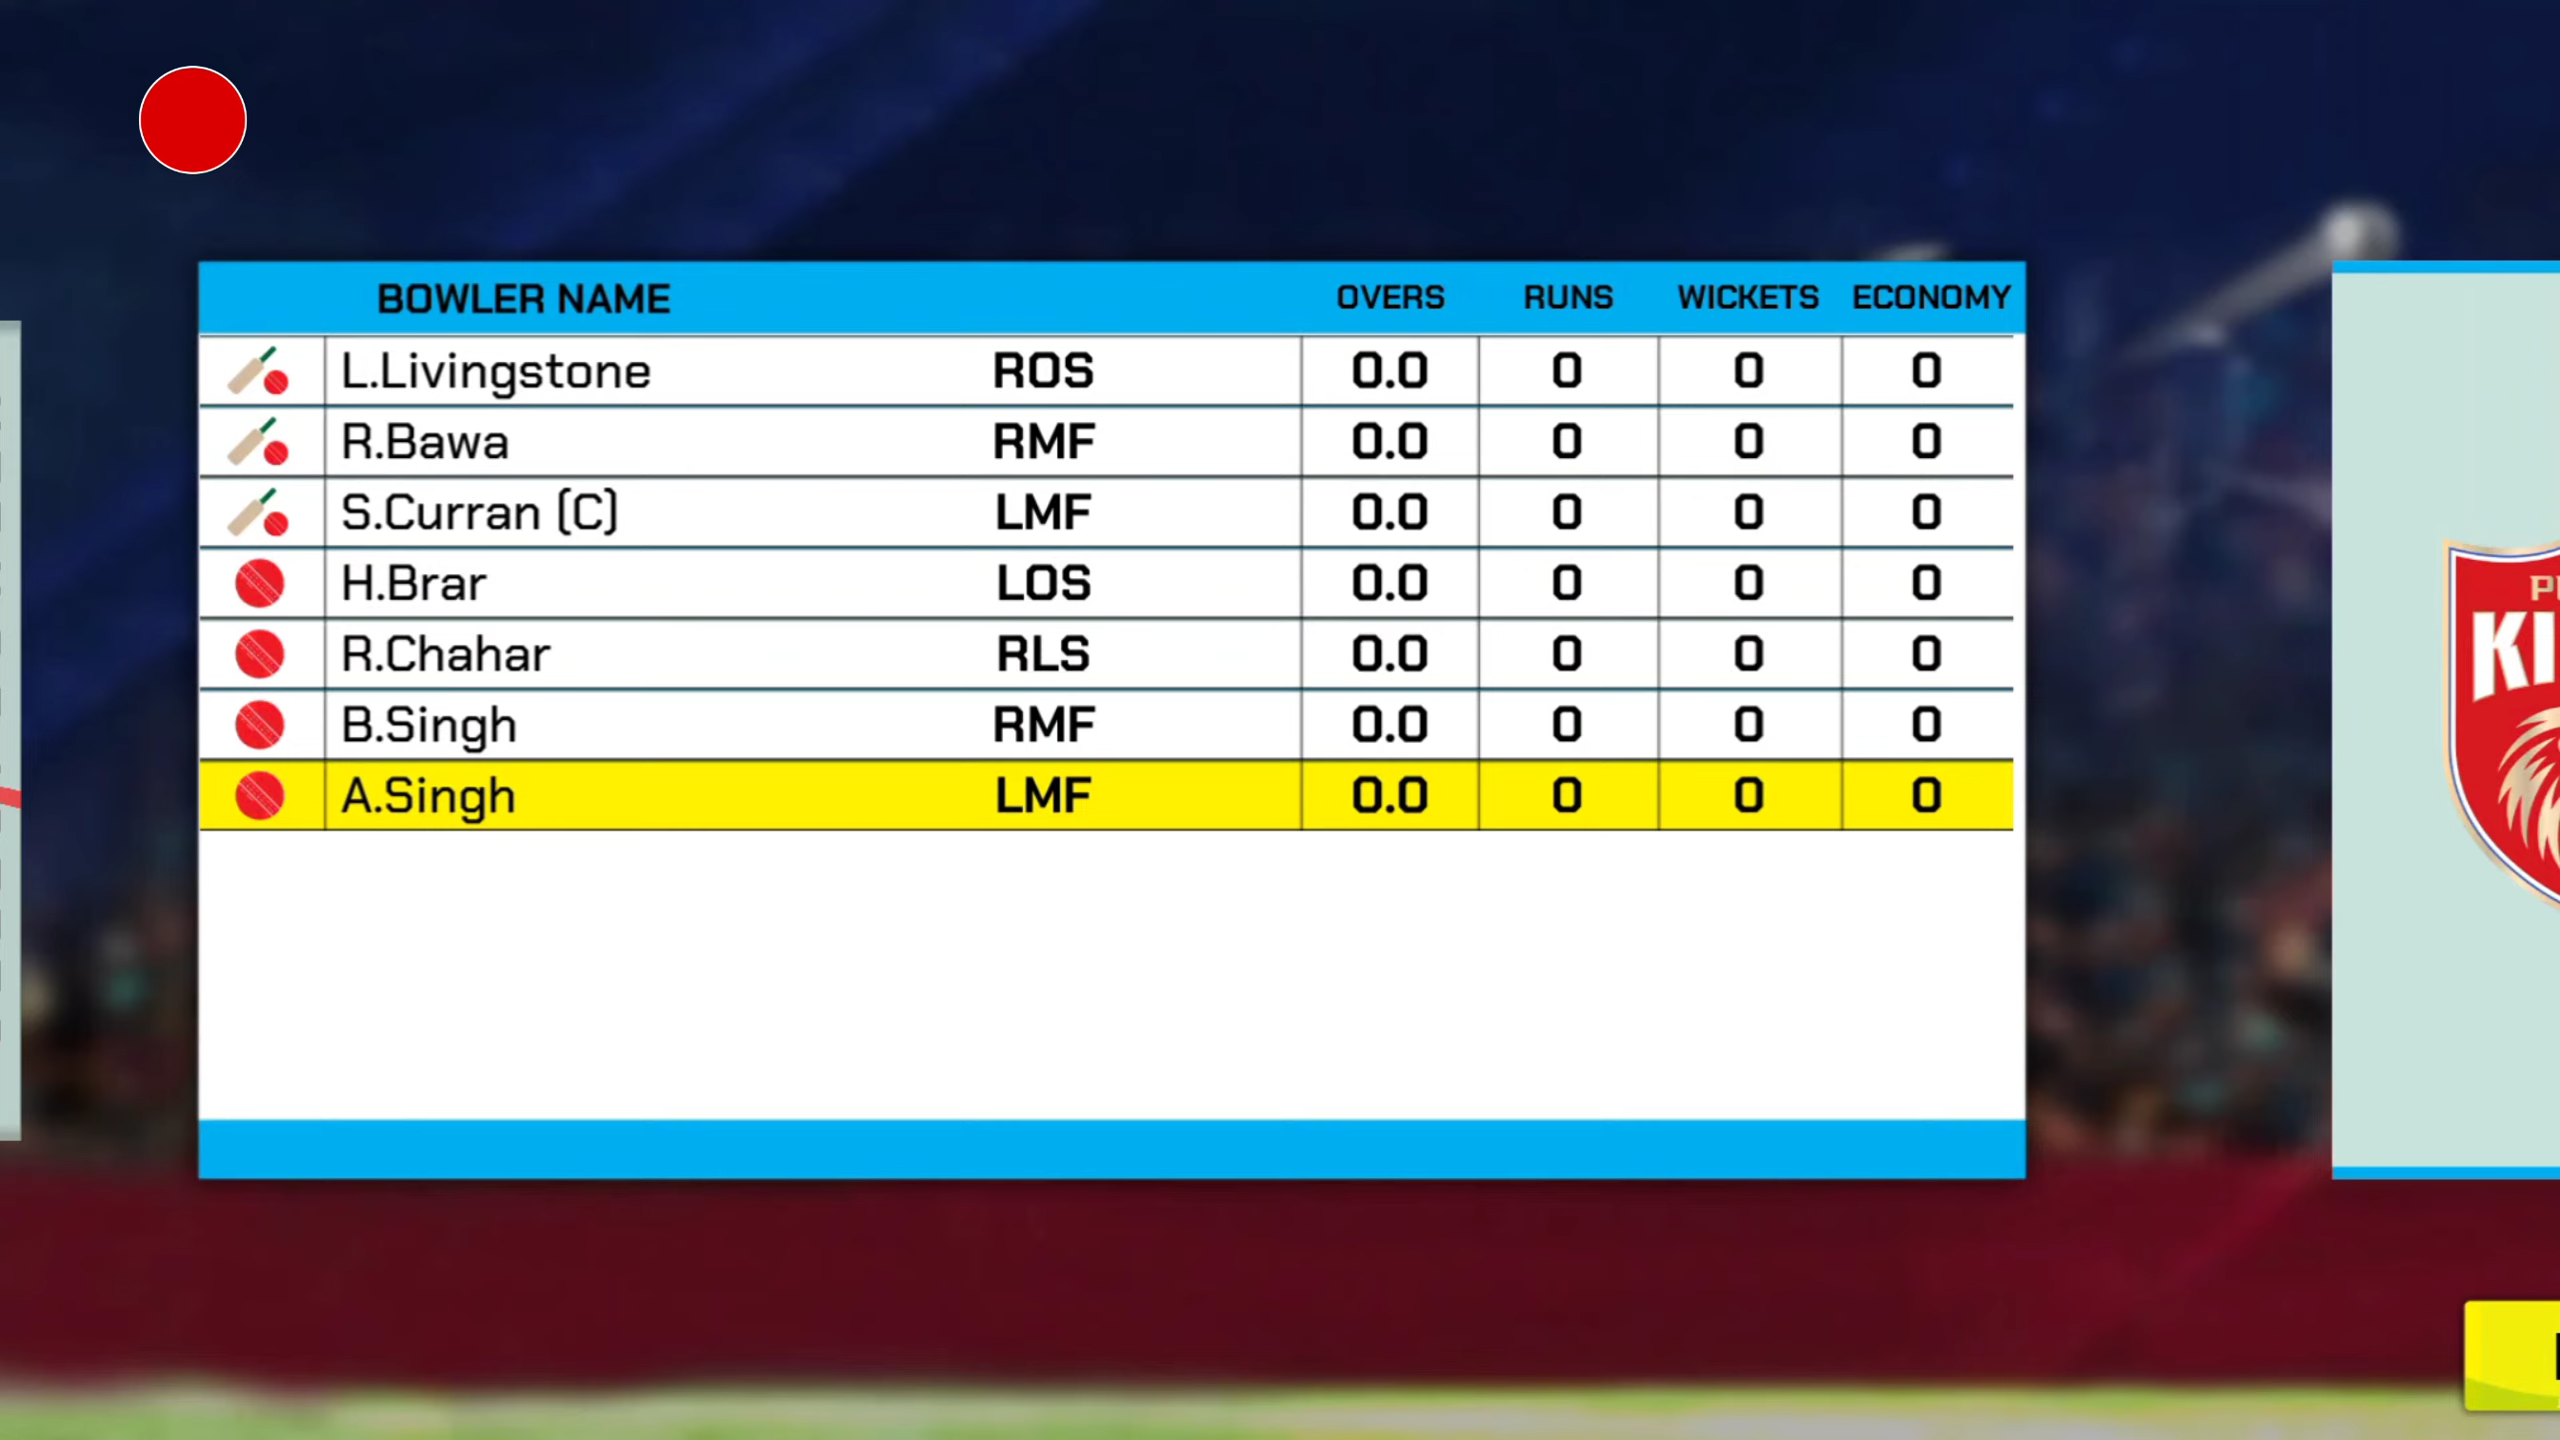 BOWLER NAME OVERS RUNS WICKETS ECONOMY
L.Livingstone ROS 0.0 0 0 0
R.Bawa RMF 0.0 0 0 0
S.Curran (C) LMF 0.0 0 0 0
H.Brar LOS 0.0 0 0 0
R.Chahar RLS 0.0 0 0 0
B.Singh RMF 0.0 0 0 0
A.Singh LMF 0.0 0 0 0